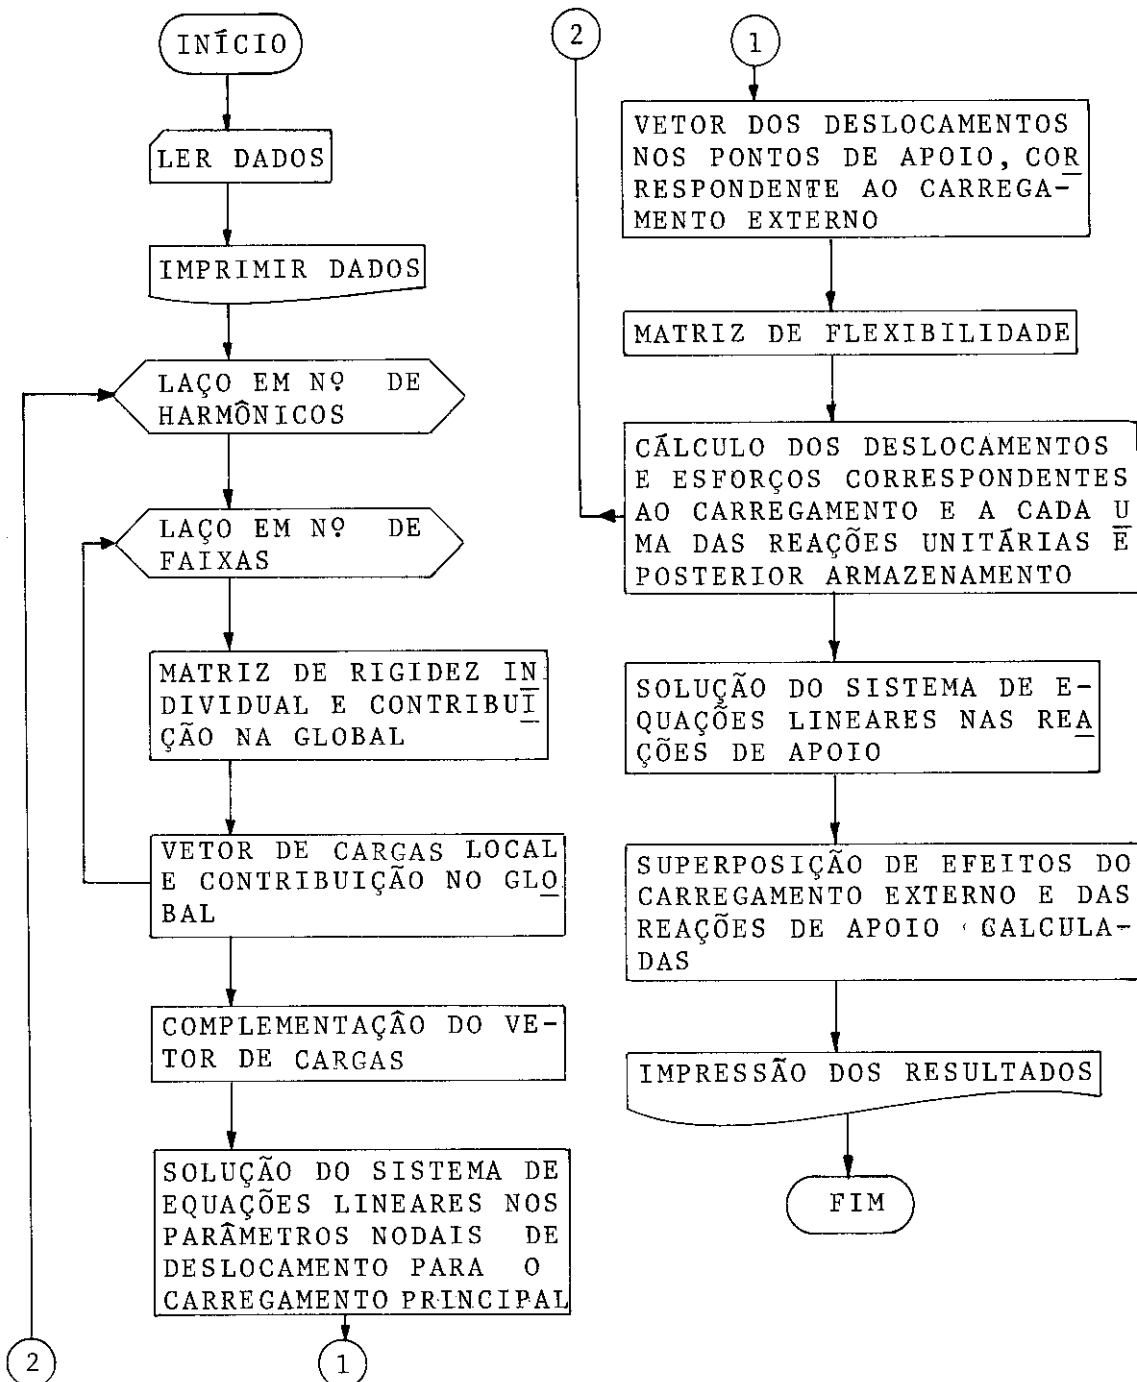 INÍCIO
LER DADOS
IMPRIMIR DADOS
LAÇO EM Nº DE
HARMÔNICOS
LAÇO EM Nº DE
FAIXAS
MATRIZ DE RIGIDEZ IN
DIVIDUAL E CONTRIBUI
ÇÃO NA GLOBAL
VETOR DE CARGAS LOCAL
E CONTRIBUIÇÃO NO GLO
BAL
COMPLEMENTAÇÃO DO VE-
TOR DE CARGAS
SOLUÇÃO DO SISTEMA DE
EQUAÇÕES LINEARES NOS
PARÂMETROS NODAIS DE
DESLOCAMENTO PARA O
CARREGAMENTO PRINCIPAL
2
1
2
1
VETOR DOS DESLOCAMENTOS
NOS PONTOS DE APOIO, COR
RESPONDENTE AO CARREGA-
MENTO EXTERNO
MATRIZ DE FLEXIBILIDADE
CÁLCULO DOS DESLOCAMENTOS
E ESFORÇOS CORRESPONDENTES
AO CARREGAMENTO E A CADA U
MA DAS REAÇÕES UNITÁRIAS E
POSTERIOR ARMAZENAMENTO
SOLUÇÃO DO SISTEMA DE E-
QUAÇÕES LINEARES NAS REA
ÇÕES DE APOIO
SUPERPOSIÇÃO DE EFEITOS DO
CARREGAMENTO EXTERNO E DAS
REAÇÕES DE APOIO CALCULA-
DAS
IMPRESSÃO DOS RESULTADOS
FIM